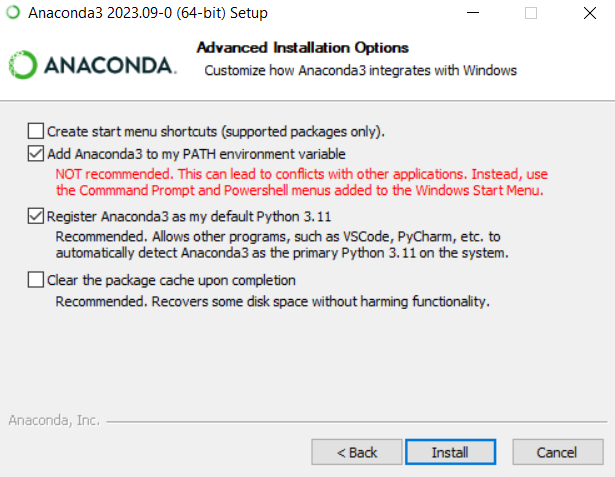 Anaconda3 2023.09-0 (64-bit) Setup
Advanced Installation Options
Customize how Anaconda3 integrates with Windows
ANACONDA.
Create start menu shortcuts (supported packages only).
Add Anaconda3 to my PATH environment variable
NOT recommended. This can lead to conflicts with other applications. Instead, use
the Commmand Prompt and Powershell menus added to the Windows Start Menu.
Register Anaconda3 as my default Python 3.11
Recommended. Allows other programs, such as VSCode, PyCharm, etc. to
automatically detect Anaconda3 as the primary Python 3.11 on the system.
Clear the package cache upon completion
Recommended. Recovers some disk space without harming functionality.
Anaconda, Inc.
< Back
Install
Cancel